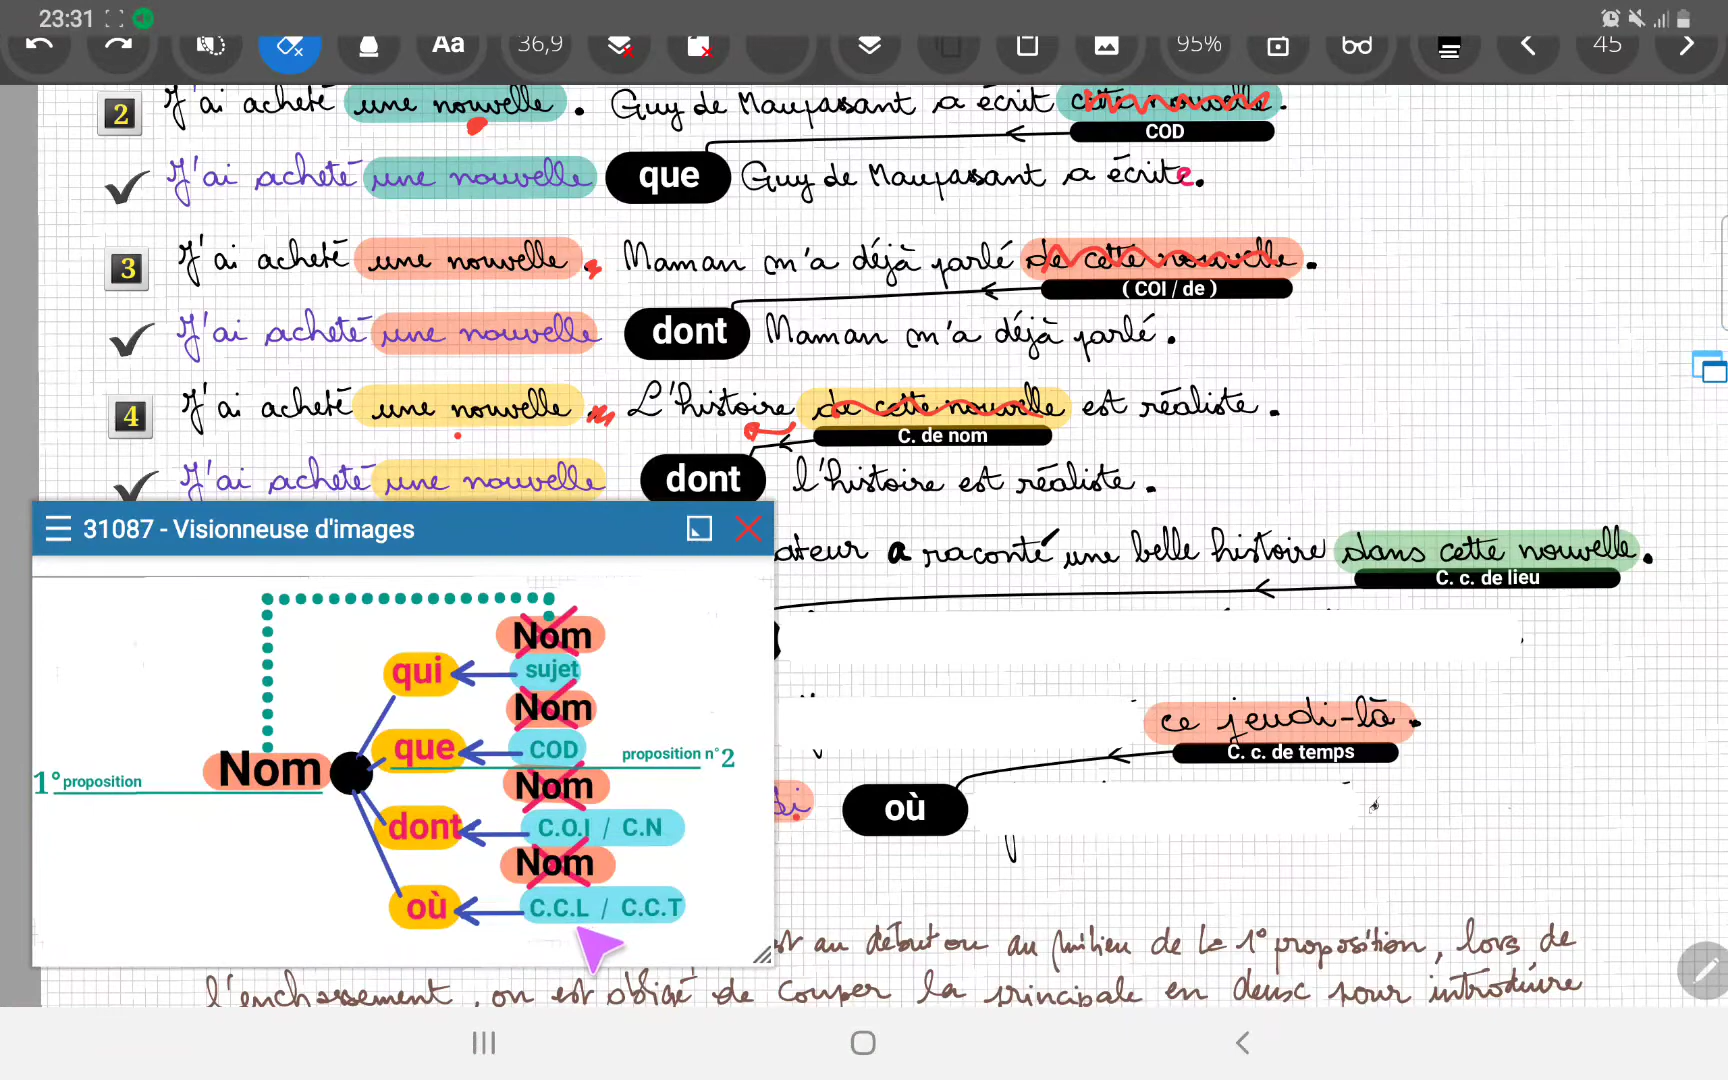 23:31
Aa 36,9 95% 45
2 J'ai acheté une nouvelle. Guy de Maupassant a écrit cette nouvelle.
COD
J'ai acheté une nouvelle que Guy de Maupassant a écrite.
3 J'ai acheté une nouvelle. Maman m'a déjà parlé de cette nouvelle.
( COI / de )
J'ai acheté une nouvelle dont Maman m'a déjà parlé.
4 J'ai acheté une nouvelle. L'histoire de cette nouvelle est réaliste.
C. de nom
J'ai acheté une nouvelle dont l'histoire est réaliste.
31087 - Visionneuse d'images
ateur a raconté une belle histoire dans cette nouvelle.
C. c. de lieu
Nom
qui sujet
Nom
que COD
proposition n°2
Nom
1° proposition
Nom
dont C.O.I / C.N
Nom
où C.C.L / C.C.T
ce jeudi-là.
C. c. de temps
di où
st au début ou au milieu de la 1° proposition, lors de
l'enchassement, on est obligé de couper la principale en deux pour introduire